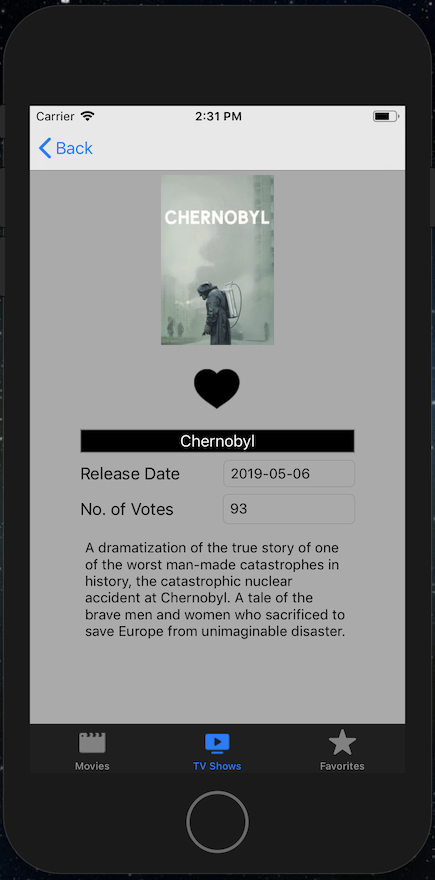 Carrier
2:31 PM
Back
CHERNOBYL
Chernobyl
Release Date
2019-05-06
No. of Votes
93
A dramatization of the true story of one
of the worst man-made catastrophes in
history, the catastrophic nuclear
accident at Chernobyl. A tale of the
brave men and women who sacrificed to
save Europe from unimaginable disaster.
Movies
TV Shows
Favorites